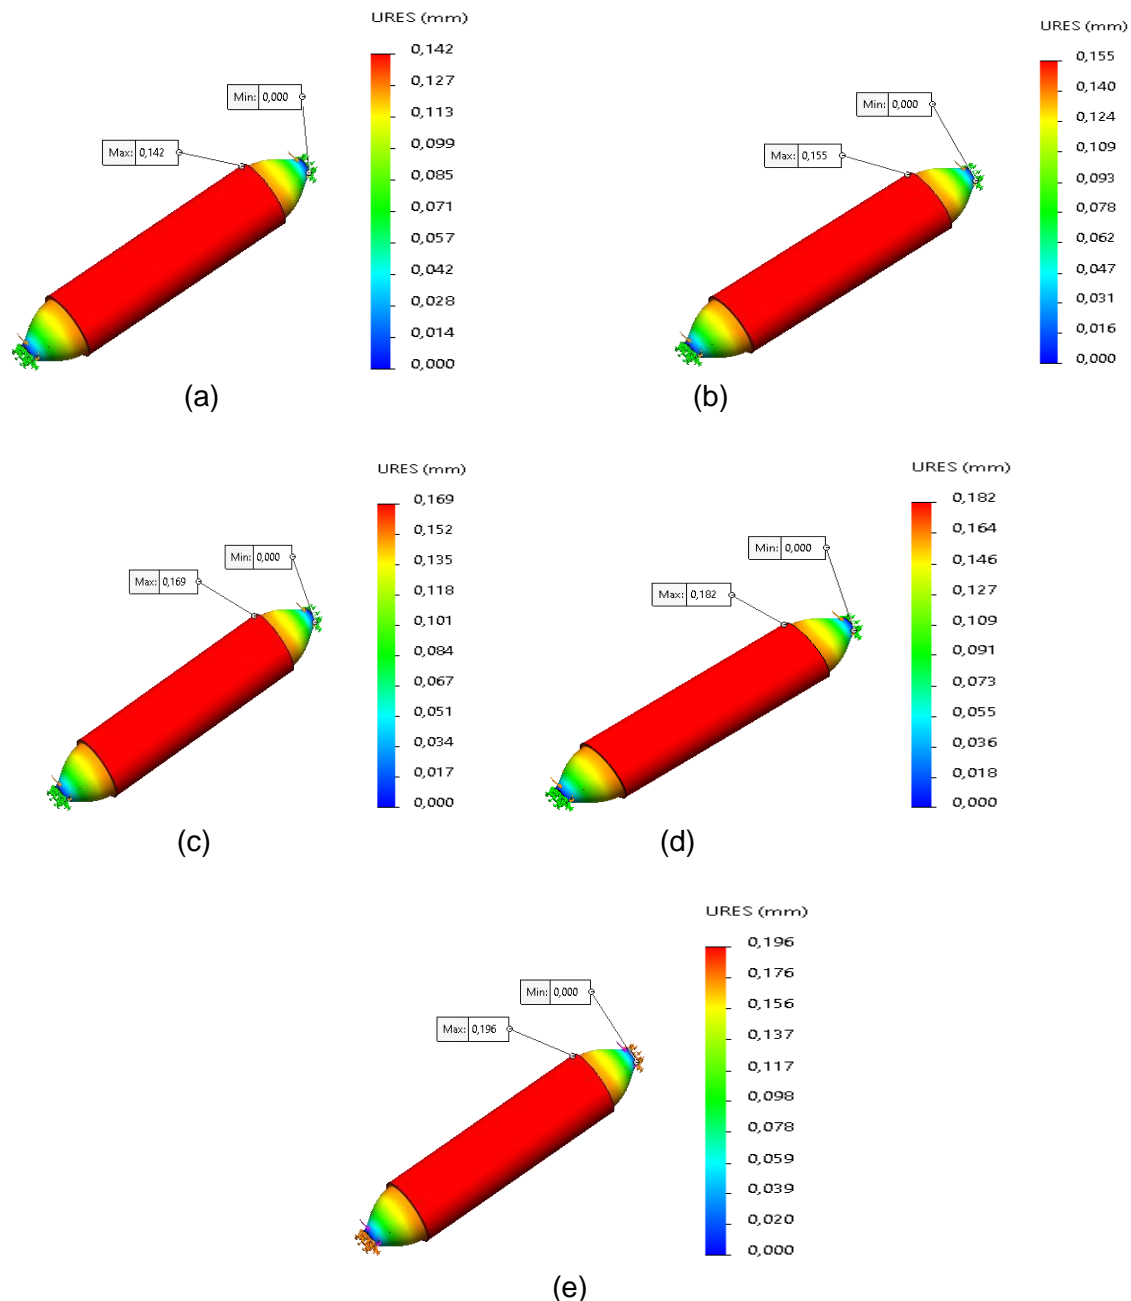 URES (mm)
0,142
0,127
0,113
0,099
0,085
0,071
0,057
0,042
0,028
0,014
0,000
Min: 0,000
Max: 0,142
(a)
URES (mm)
0,155
0,140
0,124
0,109
0,093
0,078
0,062
0,047
0,031
0,016
0,000
Min: 0,000
Max: 0,155
(b)
URES (mm)
0,169
0,152
0,135
0,118
0,101
0,084
0,067
0,051
0,034
0,017
0,000
Min: 0,000
Max: 0,169
(c)
URES (mm)
0,182
0,164
0,146
0,127
0,109
0,091
0,073
0,055
0,036
0,018
0,000
Min: 0,000
Max: 0,182
(d)
URES (mm)
0,196
0,176
0,156
0,137
0,117
0,098
0,078
0,059
0,039
0,020
0,000
Min: 0,000
Max: 0,196
(e)